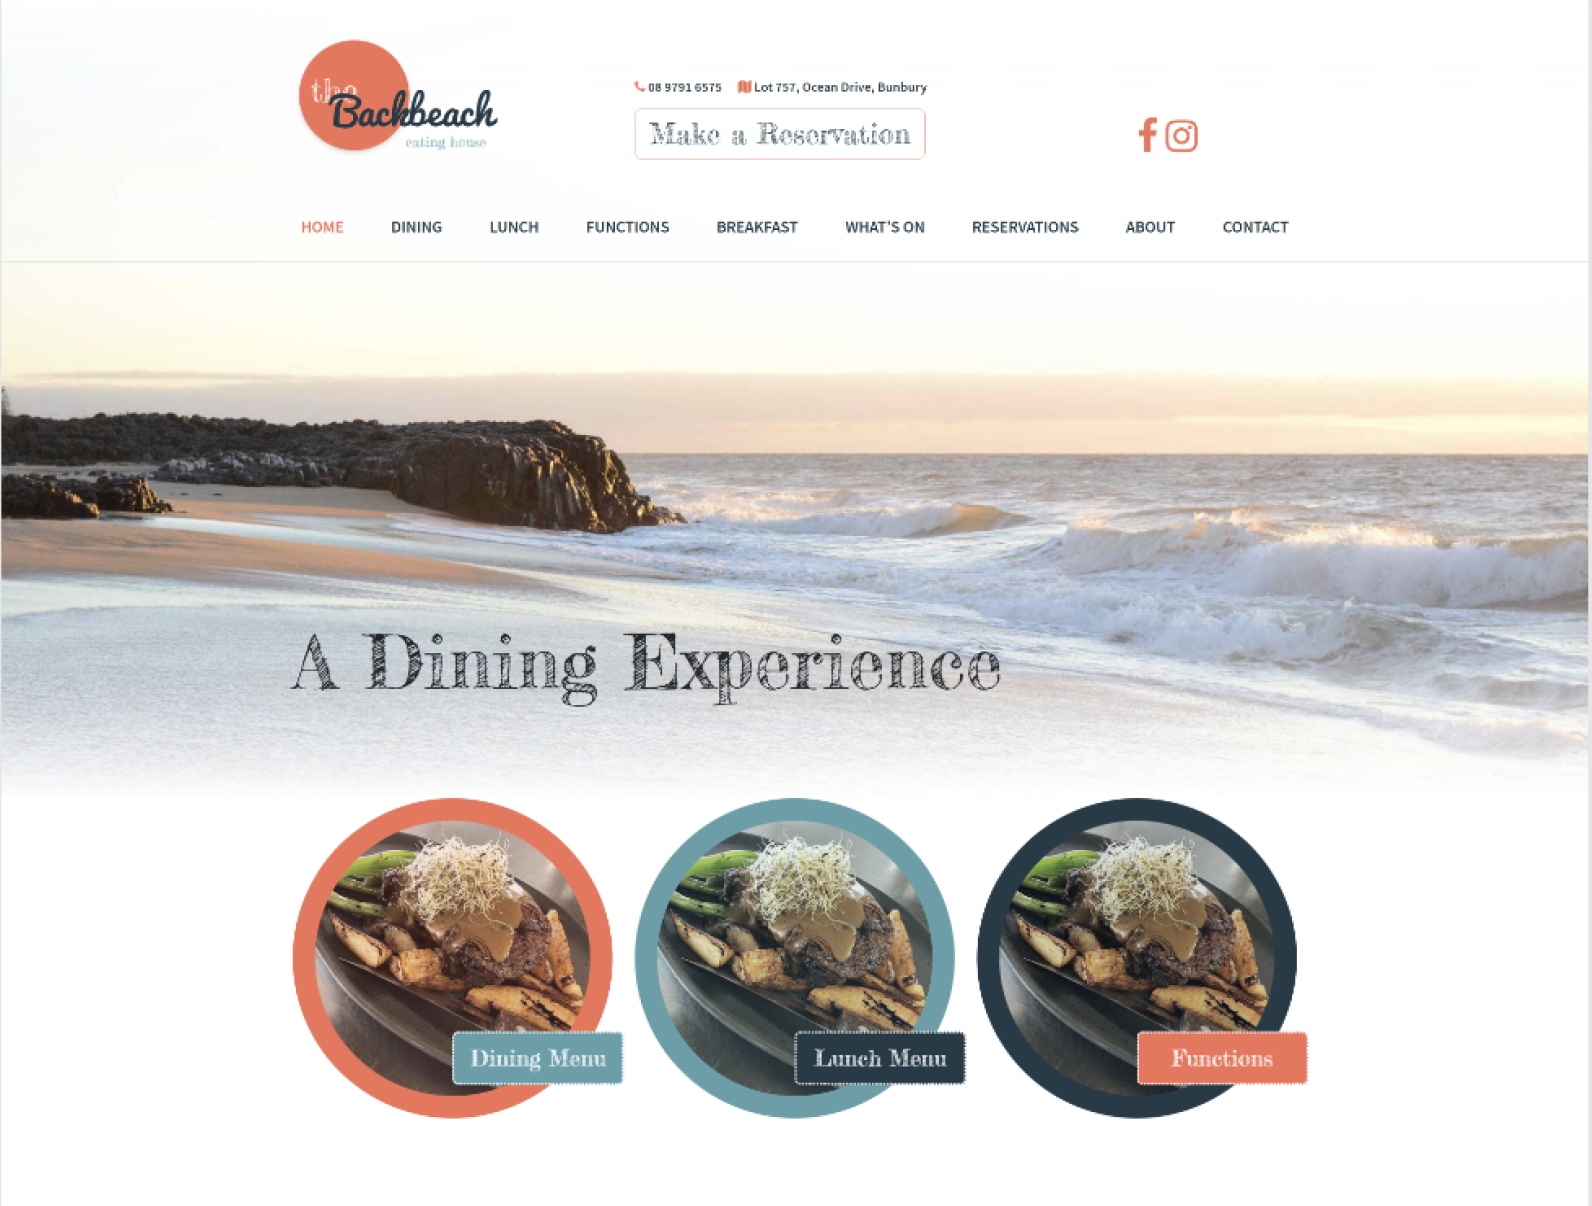 the
Backbeach
eating house
08 9791 6575 Lot 757, Ocean Drive, Bunbury
Make a Reservation
HOME DINING LUNCH FUNCTIONS BREAKFAST WHAT'S ON RESERVATIONS ABOUT CONTACT
A Dining Experience
Dining Menu Lunch Menu Functions